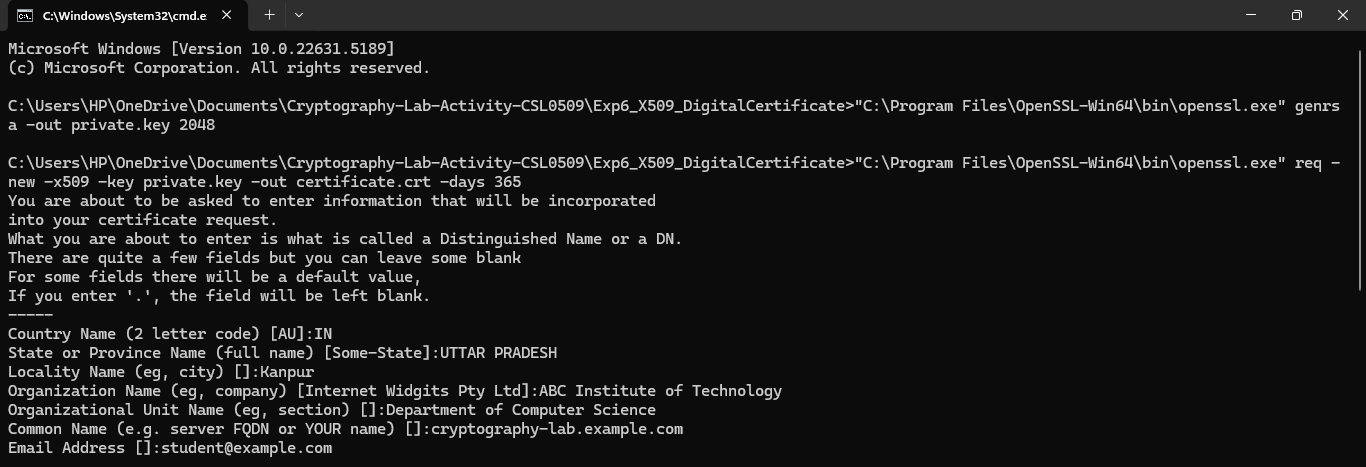 C:\Windows\System32\cmd.e
Microsoft Windows [Version 10.0.22631.5189]
(c) Microsoft Corporation. All rights reserved.
C:\Users\HP\OneDrive\Documents\Cryptography-Lab-Activity-CSL0509\Exp6_X509_DigitalCertificate>"C:\Program Files\OpenSSL-Win64\bin\openssl.exe" genrs
a -out private.key 2048
C:\Users\HP\OneDrive\Documents\Cryptography-Lab-Activity-CSL0509\Exp6_X509_DigitalCertificate>"C:\Program Files\OpenSSL-Win64\bin\openssl.exe" req -
new -x509 -key private.key -out certificate.crt -days 365
You are about to be asked to enter information that will be incorporated
into your certificate request.
What you are about to enter is what is called a Distinguished Name or a DN.
There are quite a few fields but you can leave some blank
For some fields there will be a default value,
If you enter '.', the field will be left blank.
-----
Country Name (2 letter code) [AU]:IN
State or Province Name (full name) [Some-State]:UTTAR PRADESH
Locality Name (eg, city) []:Kanpur
Organization Name (eg, company) [Internet Widgits Pty Ltd]:ABC Institute of Technology
Organizational Unit Name (eg, section) []:Department of Computer Science
Common Name (e.g. server FQDN or YOUR name) []:cryptography-lab.example.com
Email Address []:student@example.com